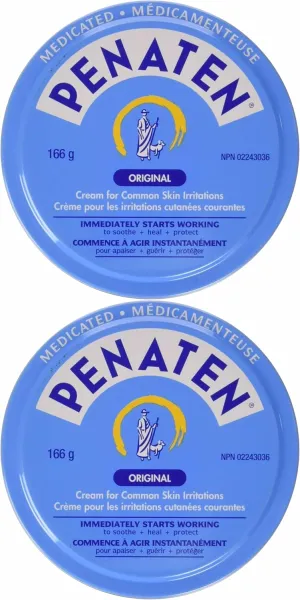 MEDICATED • MÉDICAMENTEUSE
PENATEN®
166 g
NPN 02243036
ORIGINAL
Cream for Common Skin Irritations
Crème pour les irritations cutanées courantes
IMMEDIATELY STARTS WORKING
to soothe + heal + protect
COMMENCE À AGIR INSTANTANÉMENT
pour apaiser + guérir + protéger
MEDICATED • MÉDICAMENTEUSE
PENATEN®
166 g
NPN 02243036
ORIGINAL
Cream for Common Skin Irritations
Crème pour les irritations cutanées courantes
IMMEDIATELY STARTS WORKING
to soothe + heal + protect
COMMENCE À AGIR INSTANTANÉMENT
pour apaiser + guérir + protéger